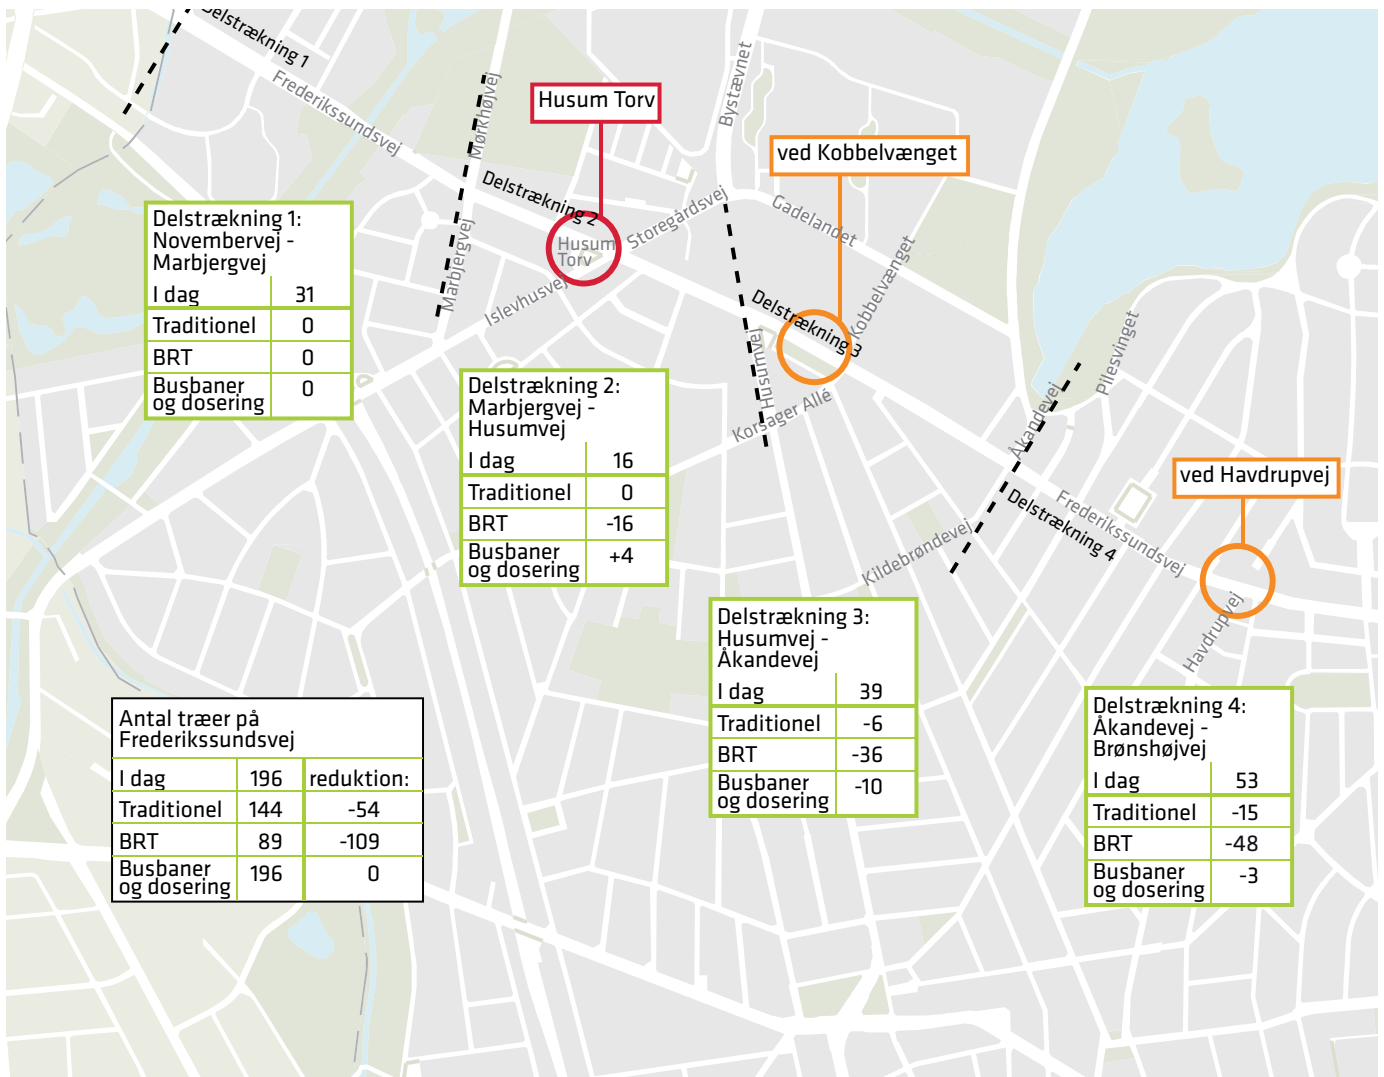 Delstrækning 1
Frederikssundsvej
Mørkhøjvej
Husum Torv
Bystævnet
ved Kobbelvænget
Delstrækning 2
Storegårdsvej
Gadelandet
Husum
Torv
Marbjergvej
Islevhusvej
Kobbelvænget
Delstrækning 3
Husumvej
Korsager Allé
Pilesvinget
Åkandevej
Delstrækning 1:
Novembervej -
Marbjergvej
I dag 31
Traditionel 0
BRT 0
Busbaner
og dosering 0
Delstrækning 2:
Marbjergvej -
Husumvej
I dag 16
Traditionel 0
BRT -16
Busbaner
og dosering +4
ved Havdrupvej
Delstrækning 4
Frederikssundsvej
Kildebrøndevej
Havdrupvej
Delstrækning 3:
Husumvej -
Åkandevej
I dag 39
Traditionel -6
BRT -36
Busbaner
og dosering -10
Delstrækning 4:
Åkandevej -
Brønshøjvej
I dag 53
Traditionel -15
BRT -48
Busbaner
og dosering -3
Antal træer på
Frederikssundsvej
I dag 196 reduktion:
Traditionel 144 -54
BRT 89 -109
Busbaner
og dosering 196 0